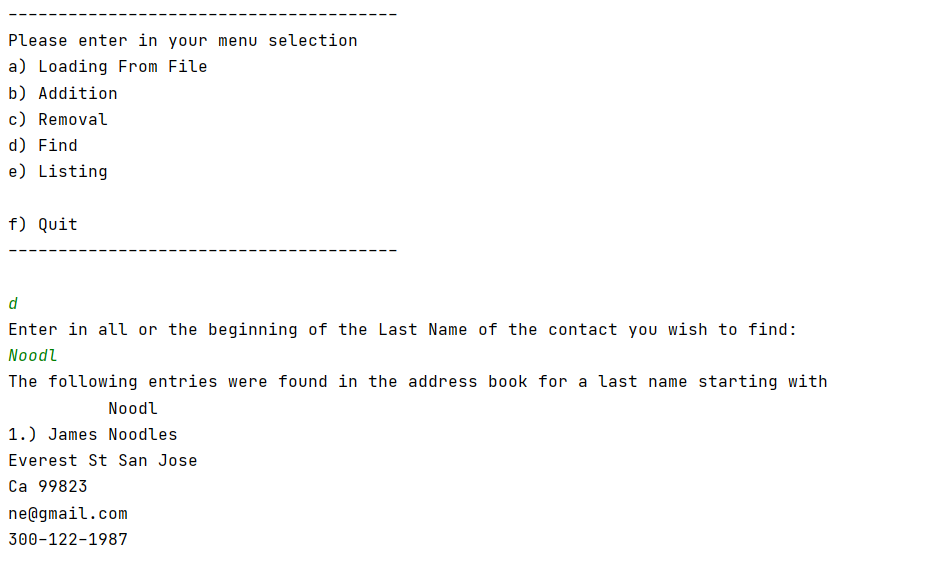 ---------------------------------------
Please enter in your menu selection
a) Loading From File
b) Addition
c) Removal
d) Find
e) Listing
f) Quit
---------------------------------------
d
Enter in all or the beginning of the Last Name of the contact you wish to find:
Noodl
The following entries were found in the address book for a last name starting with
Noodl
1.) James Noodles
Everest St San Jose
Ca 99823
ne@gmail.com
300-122-1987